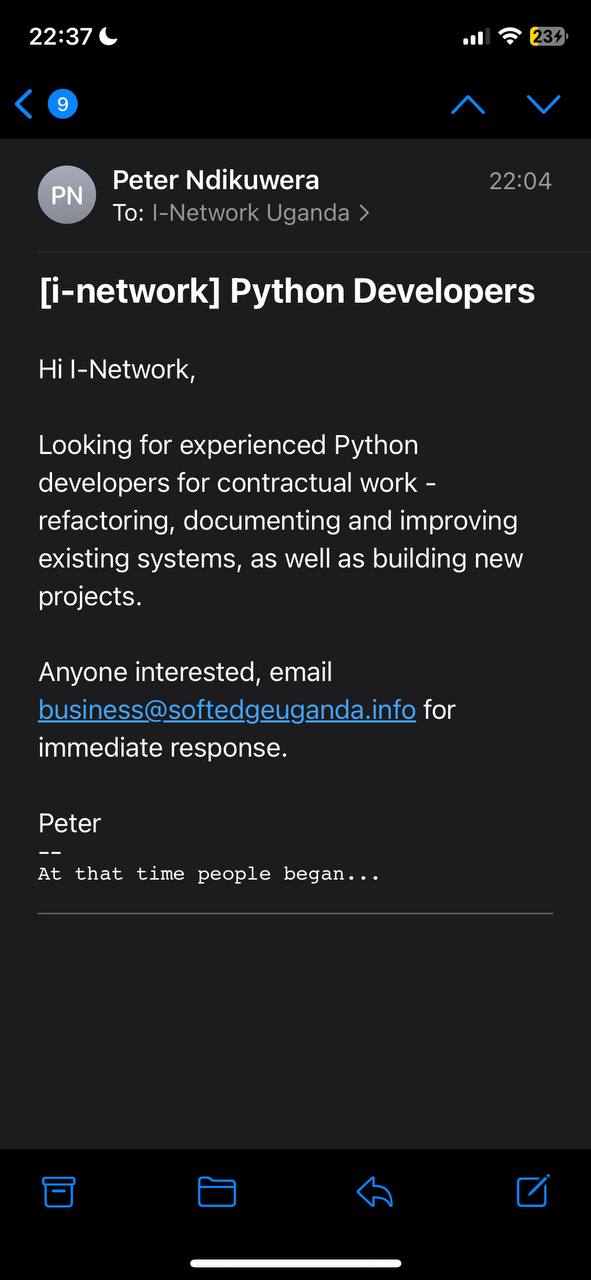 22:37
23
9
PN
Peter Ndikuwera
22:04
To: I-Network Uganda
[i-network] Python Developers
Hi I-Network,
Looking for experienced Python
developers for contractual work -
refactoring, documenting and improving
existing systems, as well as building new
projects.
Anyone interested, email
business@softedgeuganda.info for
immediate response.
Peter
--
At that time people began...